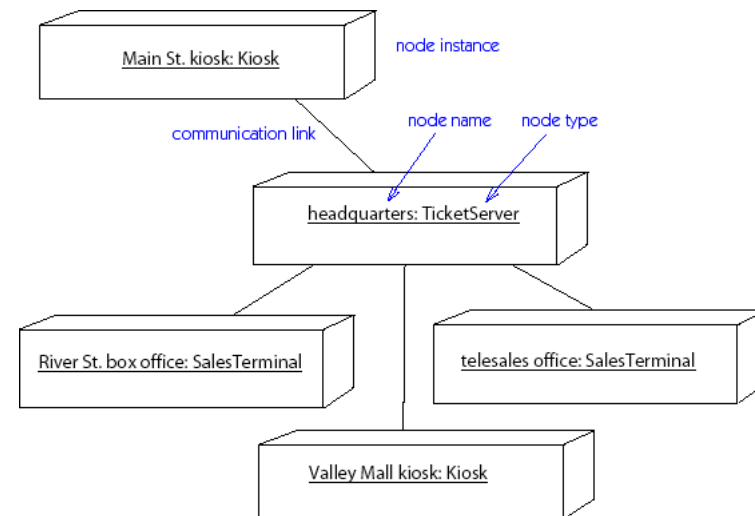 Main St. kiosk: Kiosk
node instance
communication link
node name
node type
headquarters: TicketServer
River St. box office: SalesTerminal
telesales office: SalesTerminal
Valley Mall kiosk: Kiosk